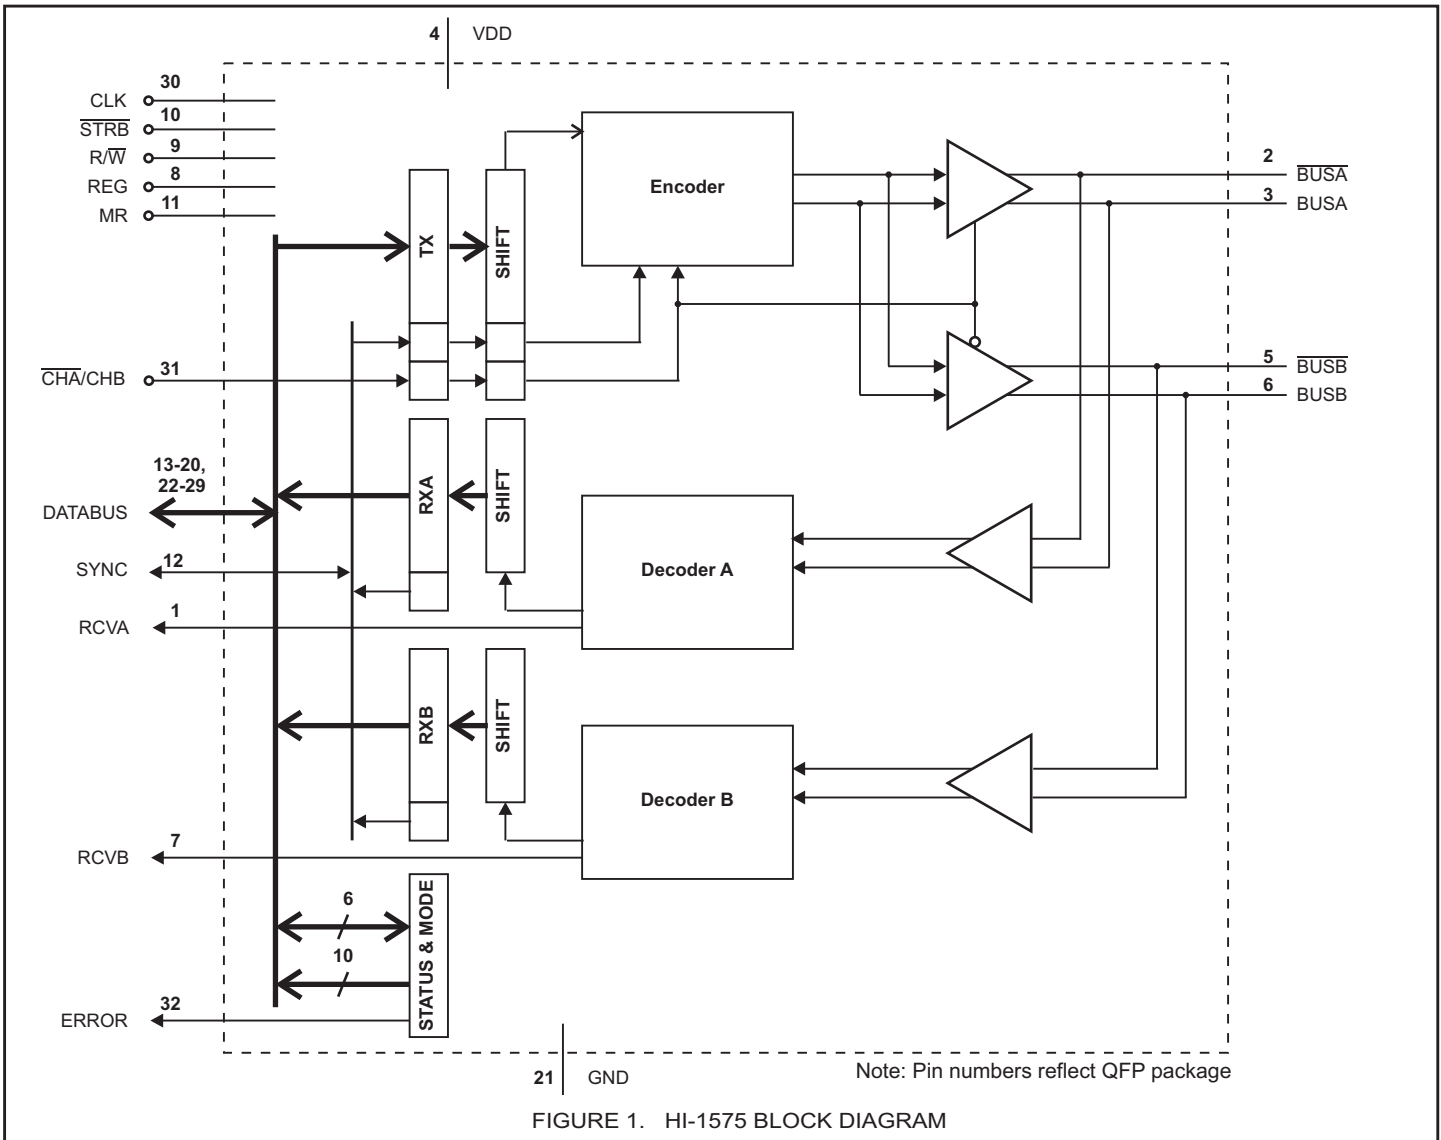 4 VDD
30
CLK
10
STRB
9
R/W
8
REG
11
MR
31
CHA/CHB
13-20,
22-29
DATABUS
12
SYNC
1
RCVA
7
RCVB
32
ERROR
TX
SHIFT
Encoder
2
BUSA
3
BUSA
5
BUSB
6
BUSB
RXA
SHIFT
Decoder A
RXB
SHIFT
Decoder B
6
10
STATUS & MODE
21 GND
Note: Pin numbers reflect QFP package
FIGURE 1. HI-1575 BLOCK DIAGRAM